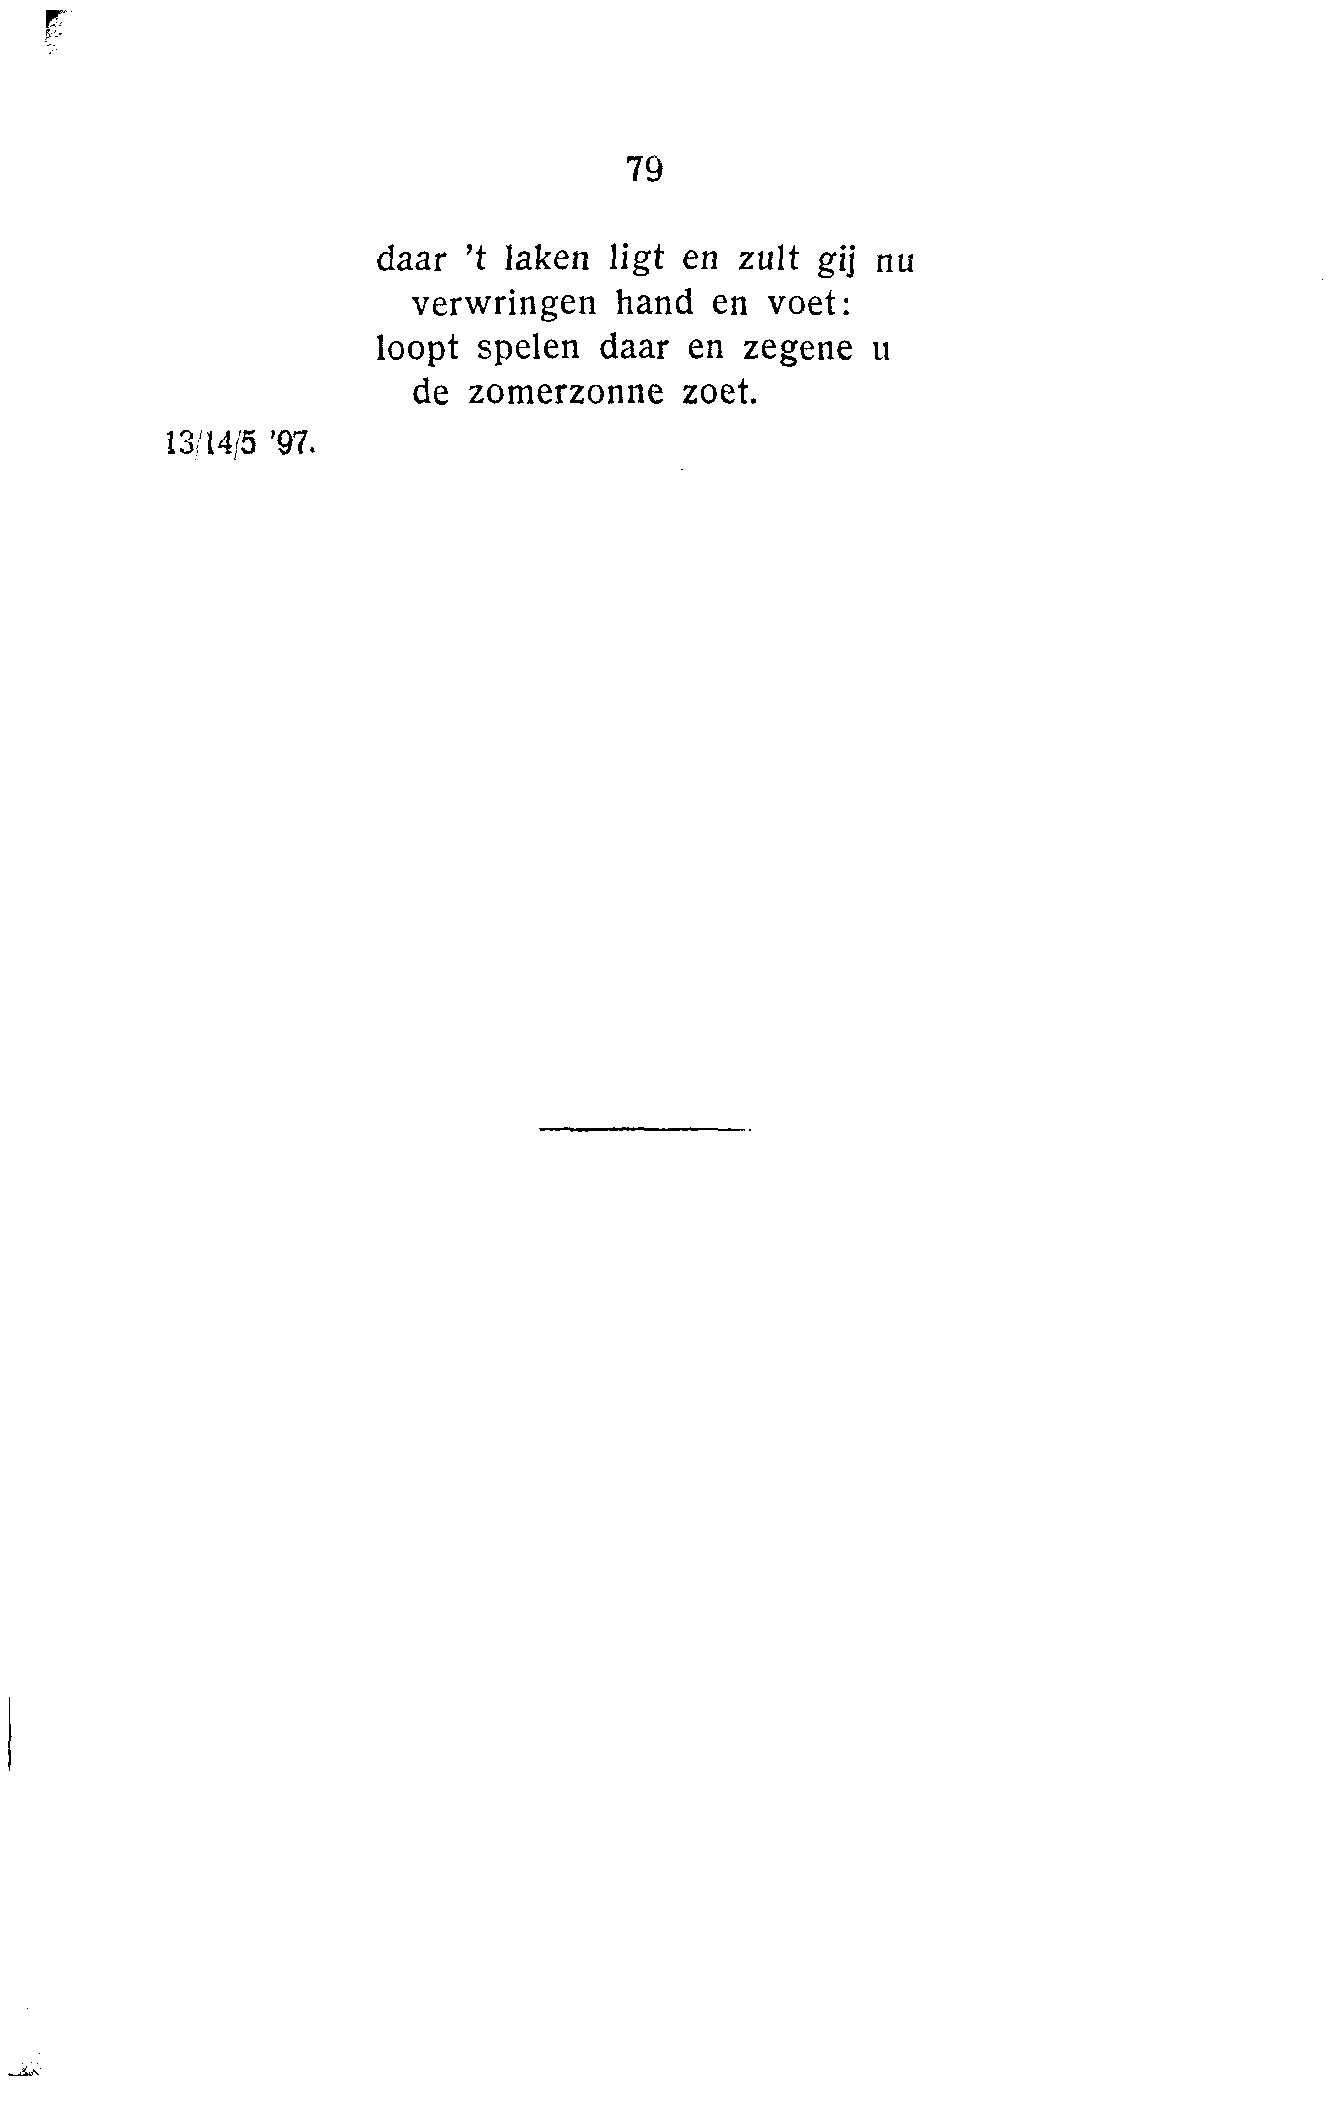 79
daar 't laken ligt en zult gij nu
verwringen hand en voet:
loopt spelen daar en zegene u
de zomerzonne zoet.
13/14/5 '97.